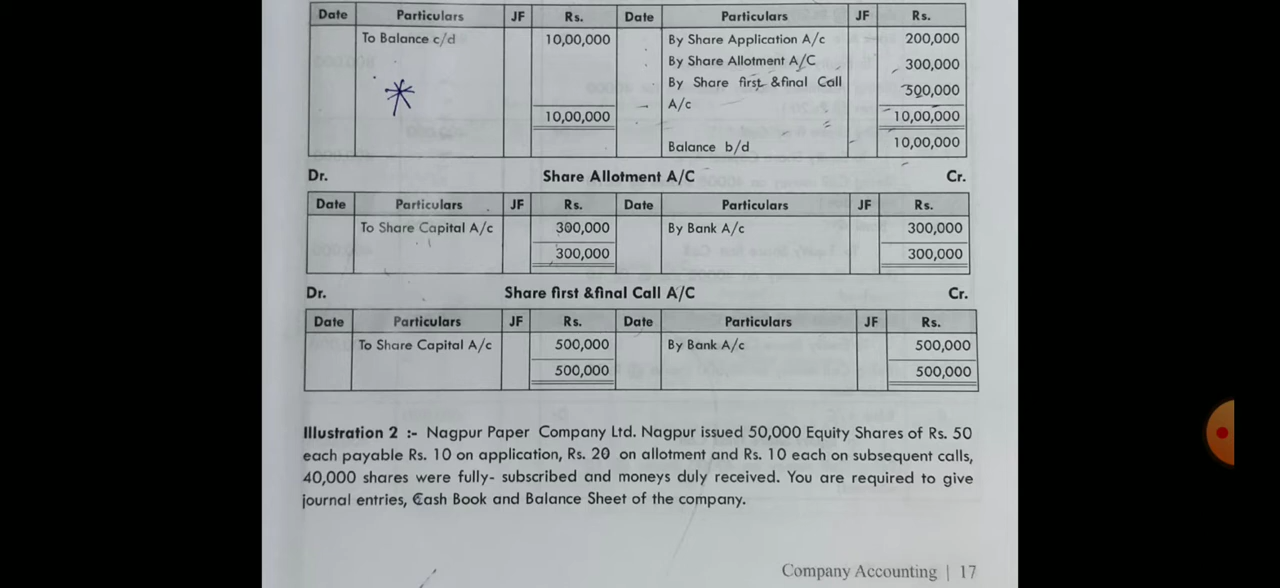 Date Particulars JF Rs. Date Particulars JF Rs.
To Balance c/d 10,00,000 By Share Application A/c 200,000
By Share Allotment A/C 300,000
By Share first &final Call 500,000
A/c
10,00,000 10,00,000
Balance b/d 10,00,000
Dr. Share Allotment A/C Cr.
Date Particulars JF Rs. Date Particulars JF Rs.
To Share Capital A/c 300,000 By Bank A/c 300,000
300,000 300,000
Dr. Share first &final Call A/C Cr.
Date Particulars JF Rs. Date Particulars JF Rs.
To Share Capital A/c 500,000 By Bank A/c 500,000
500,000 500,000
Illustration 2 :- Nagpur Paper Company Ltd. Nagpur issued 50,000 Equity Shares of Rs. 50
each payable Rs. 10 on application, Rs. 20 on allotment and Rs. 10 each on subsequent calls,
40,000 shares were fully- subscribed and moneys duly received. You are required to give
journal entries, Cash Book and Balance Sheet of the company.
Company Accounting | 17